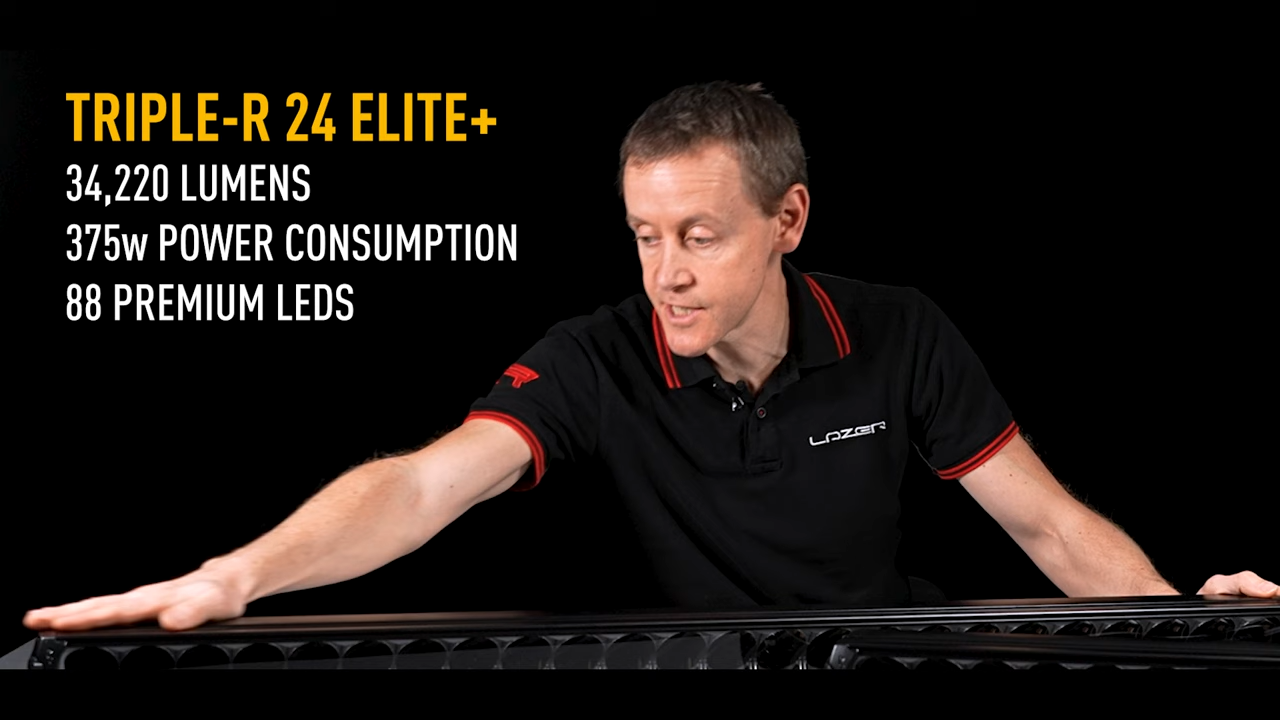 TRIPLE-R 24 ELITE+
34,220 LUMENS
375w POWER CONSUMPTION
88 PREMIUM LEDS
LAZER